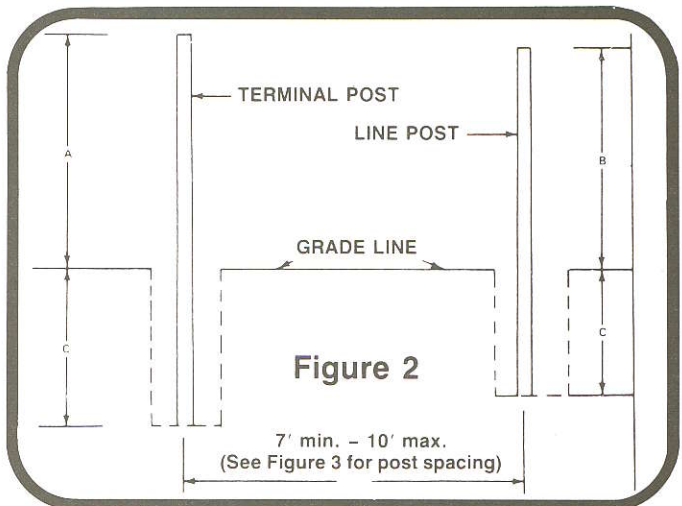 TERMINAL POST
LINE POST
A
B
GRADE LINE
C
C
Figure 2
7′ min. – 10′ max.
(See Figure 3 for post spacing)